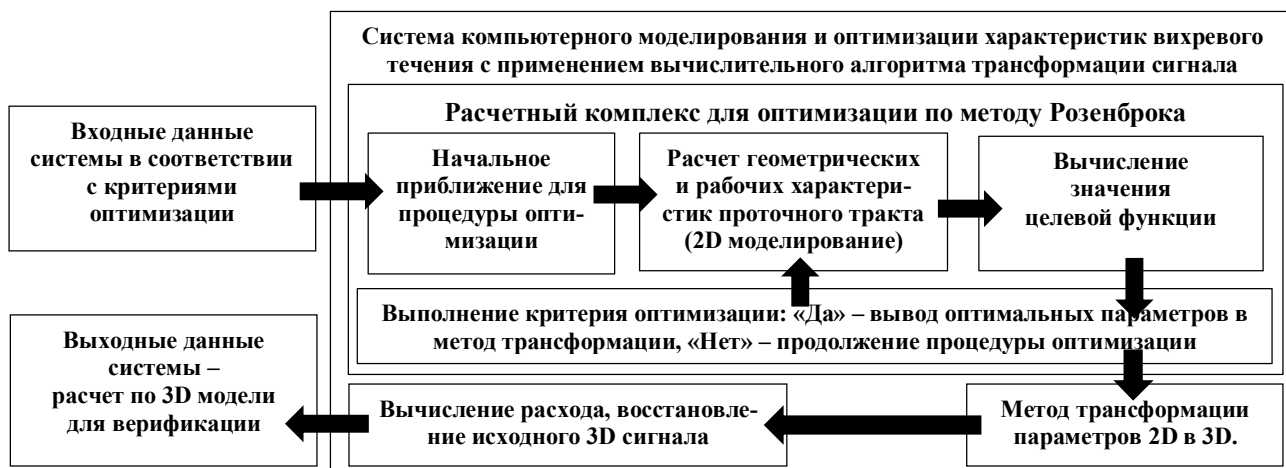 Система компьютерного моделирования и оптимизации характеристик вихревого
течения с применением вычислительного алгоритма трансформации сигнала
Расчетный комплекс для оптимизации по методу Розенброка
Входные данные
системы в соответствии
с критериями
оптимизации
Начальное
приближение для
процедуры опти-
мизации
Расчет геометрических
и рабочих характери-
стик проточного тракта
(2D моделирование)
Вычисление
значения
целевой функции
Выполнение критерия оптимизации: «Да» – вывод оптимальных параметров в
метод трансформации, «Нет» – продолжение процедуры оптимизации
Выходные данные
системы –
расчет по 3D модели
для верификации
Вычисление расхода, восстановле-
ние исходного 3D сигнала
Метод трансформации
параметров 2D в 3D.